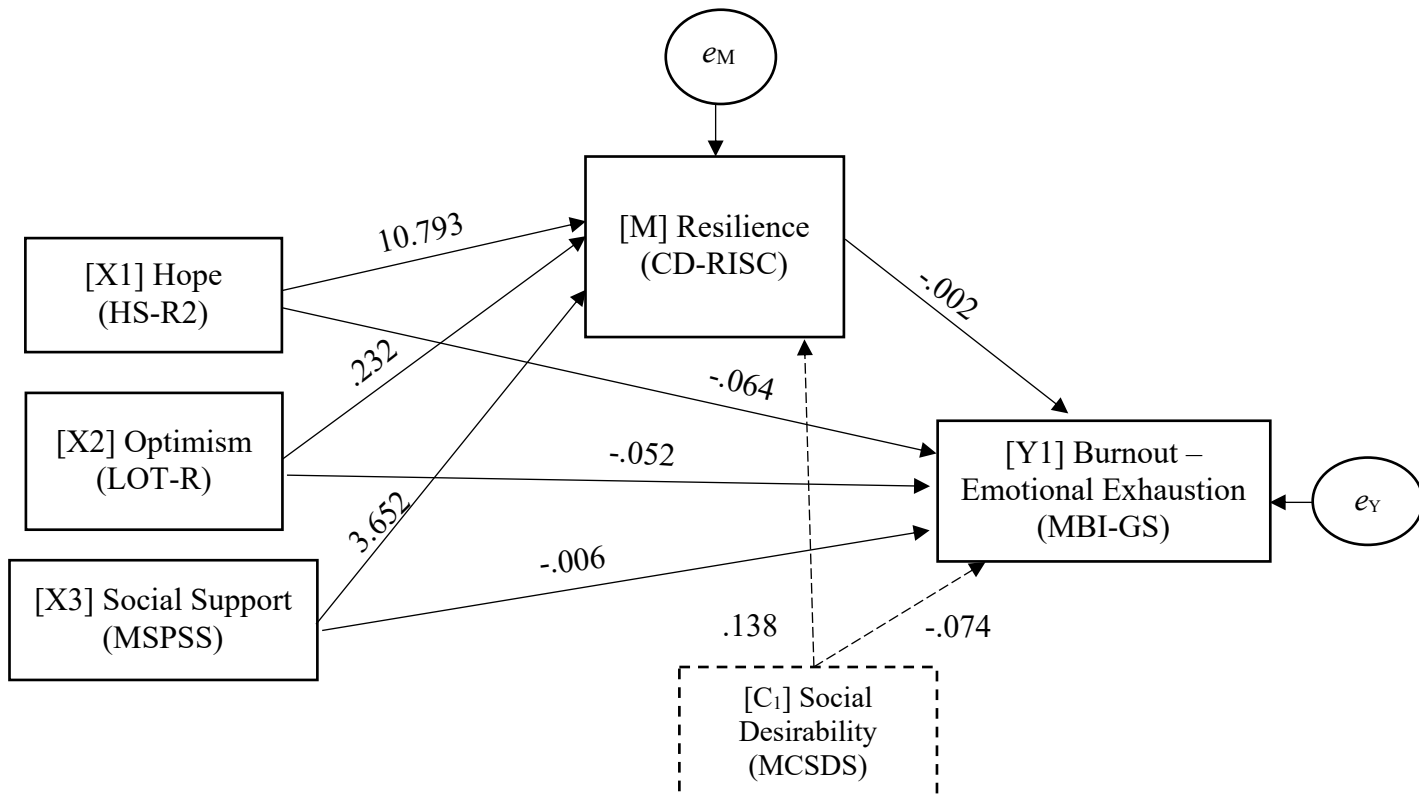 eM
[M] Resilience
(CD-RISC)
10.793
[X1] Hope
(HS-R2)
-.002
.232
-.064
[X2] Optimism
(LOT-R)
-.052
[Y1] Burnout –
Emotional Exhaustion
(MBI-GS)
eY
3.652
-.006
[X3] Social Support
(MSPSS)
.138
-.074
[C1] Social
Desirability
(MCSDS)